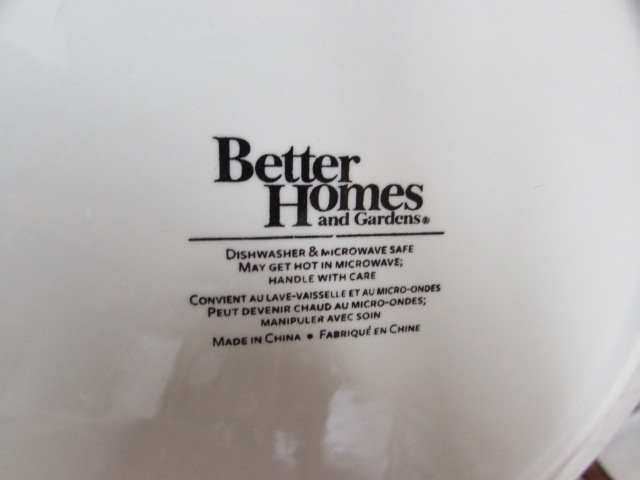 Better
Homes
and Gardens®
DISHWASHER & MICROWAVE SAFE
MAY GET HOT IN MICROWAVE;
HANDLE WITH CARE
CONVIENT AU LAVE-VAISSELLE ET AU MICRO-ONDES
PEUT DEVENIR CHAUD AU MICRO-ONDES;
MANIPULER AVEC SOIN
MADE IN CHINA • FABRIQUÉ EN CHINE